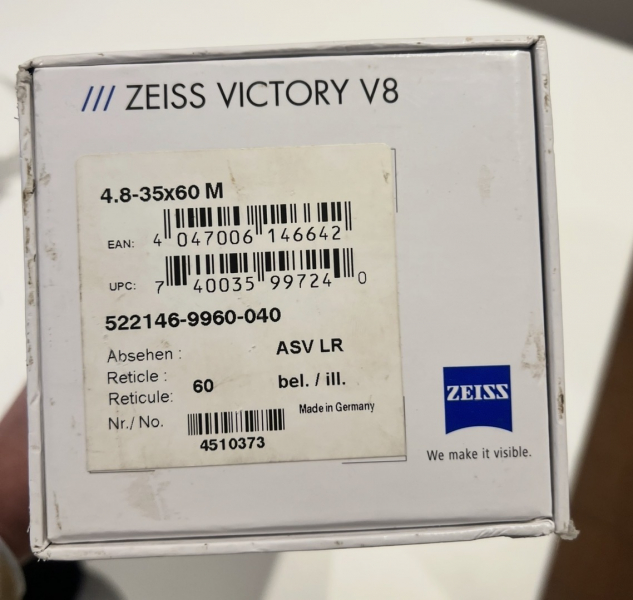 /// ZEISS VICTORY V8
4.8-35x60 M
EAN: 4 047006 146642
UPC: 7 40035 99724 0
522146-9960-040
Absehen : ASV LR
Reticle : 60 bel. / ill.
Reticule:
Made in Germany
Nr./ No.
4510373
ZEISS
We make it visible.